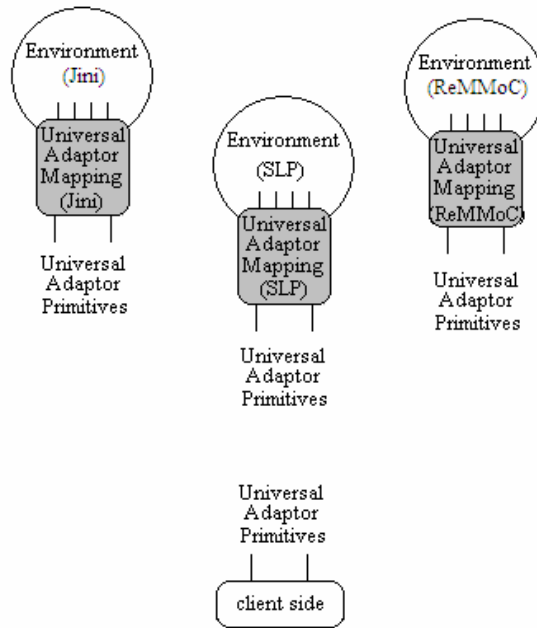 Environment
(Jini)
Universal
Adaptor
Mapping
(Jini)
Universal
Adaptor
Primitives
Environment
(SLP)
Universal
Adaptor
Mapping
(SLP)
Universal
Adaptor
Primitives
Environment
(ReMMoC)
Universal
Adaptor
Mapping
(ReMMoC)
Universal
Adaptor
Primitives
Universal
Adaptor
Primitives
client side